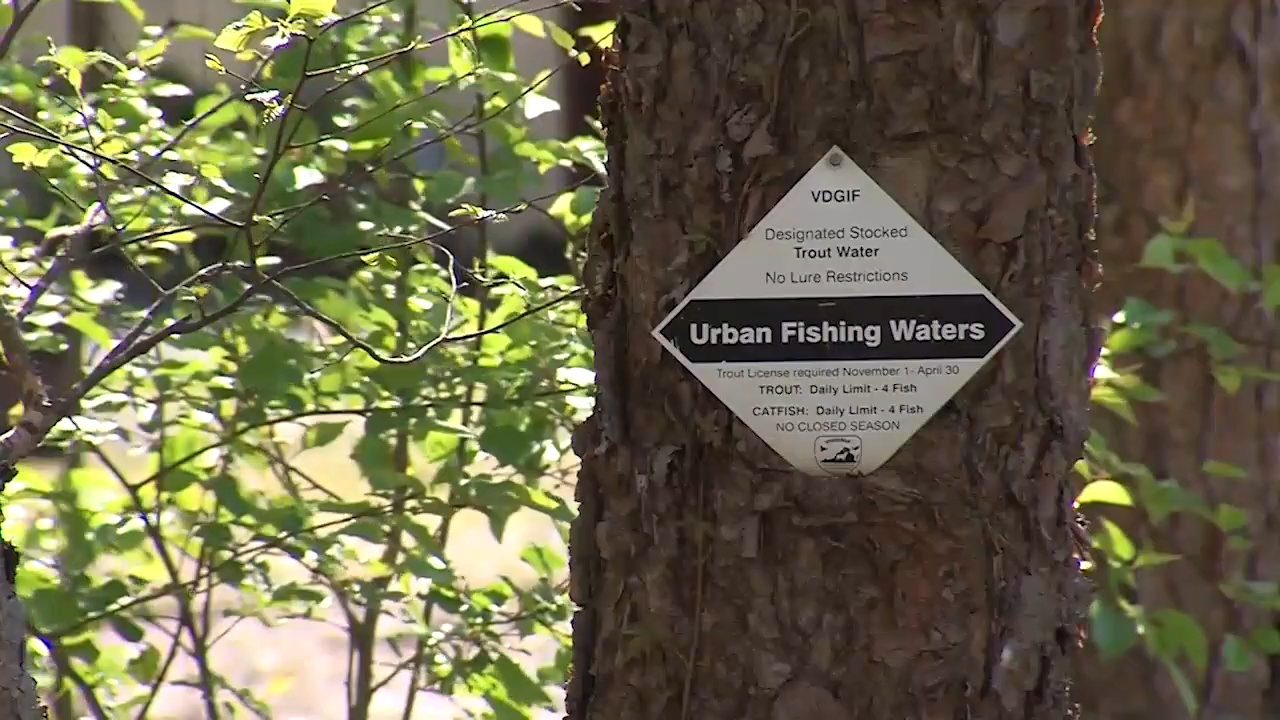 VDGIF
Designated Stocked
Trout Water
No Lure Restrictions
Urban Fishing Waters
Trout License required November 1- April 30
TROUT: Daily Limit - 4 Fish
CATFISH: Daily Limit - 4 Fish
NO CLOSED SEASON